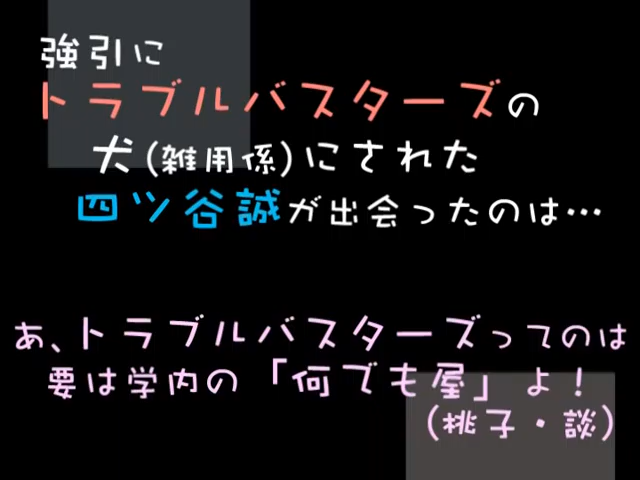 強引に
トラブルバスターズの
犬(雑用係)にされた
四ツ谷誠が出会ったのは…
あ、トラブルバスターズってのは
要は学内の「何でも屋」よ！
(桃子・談)